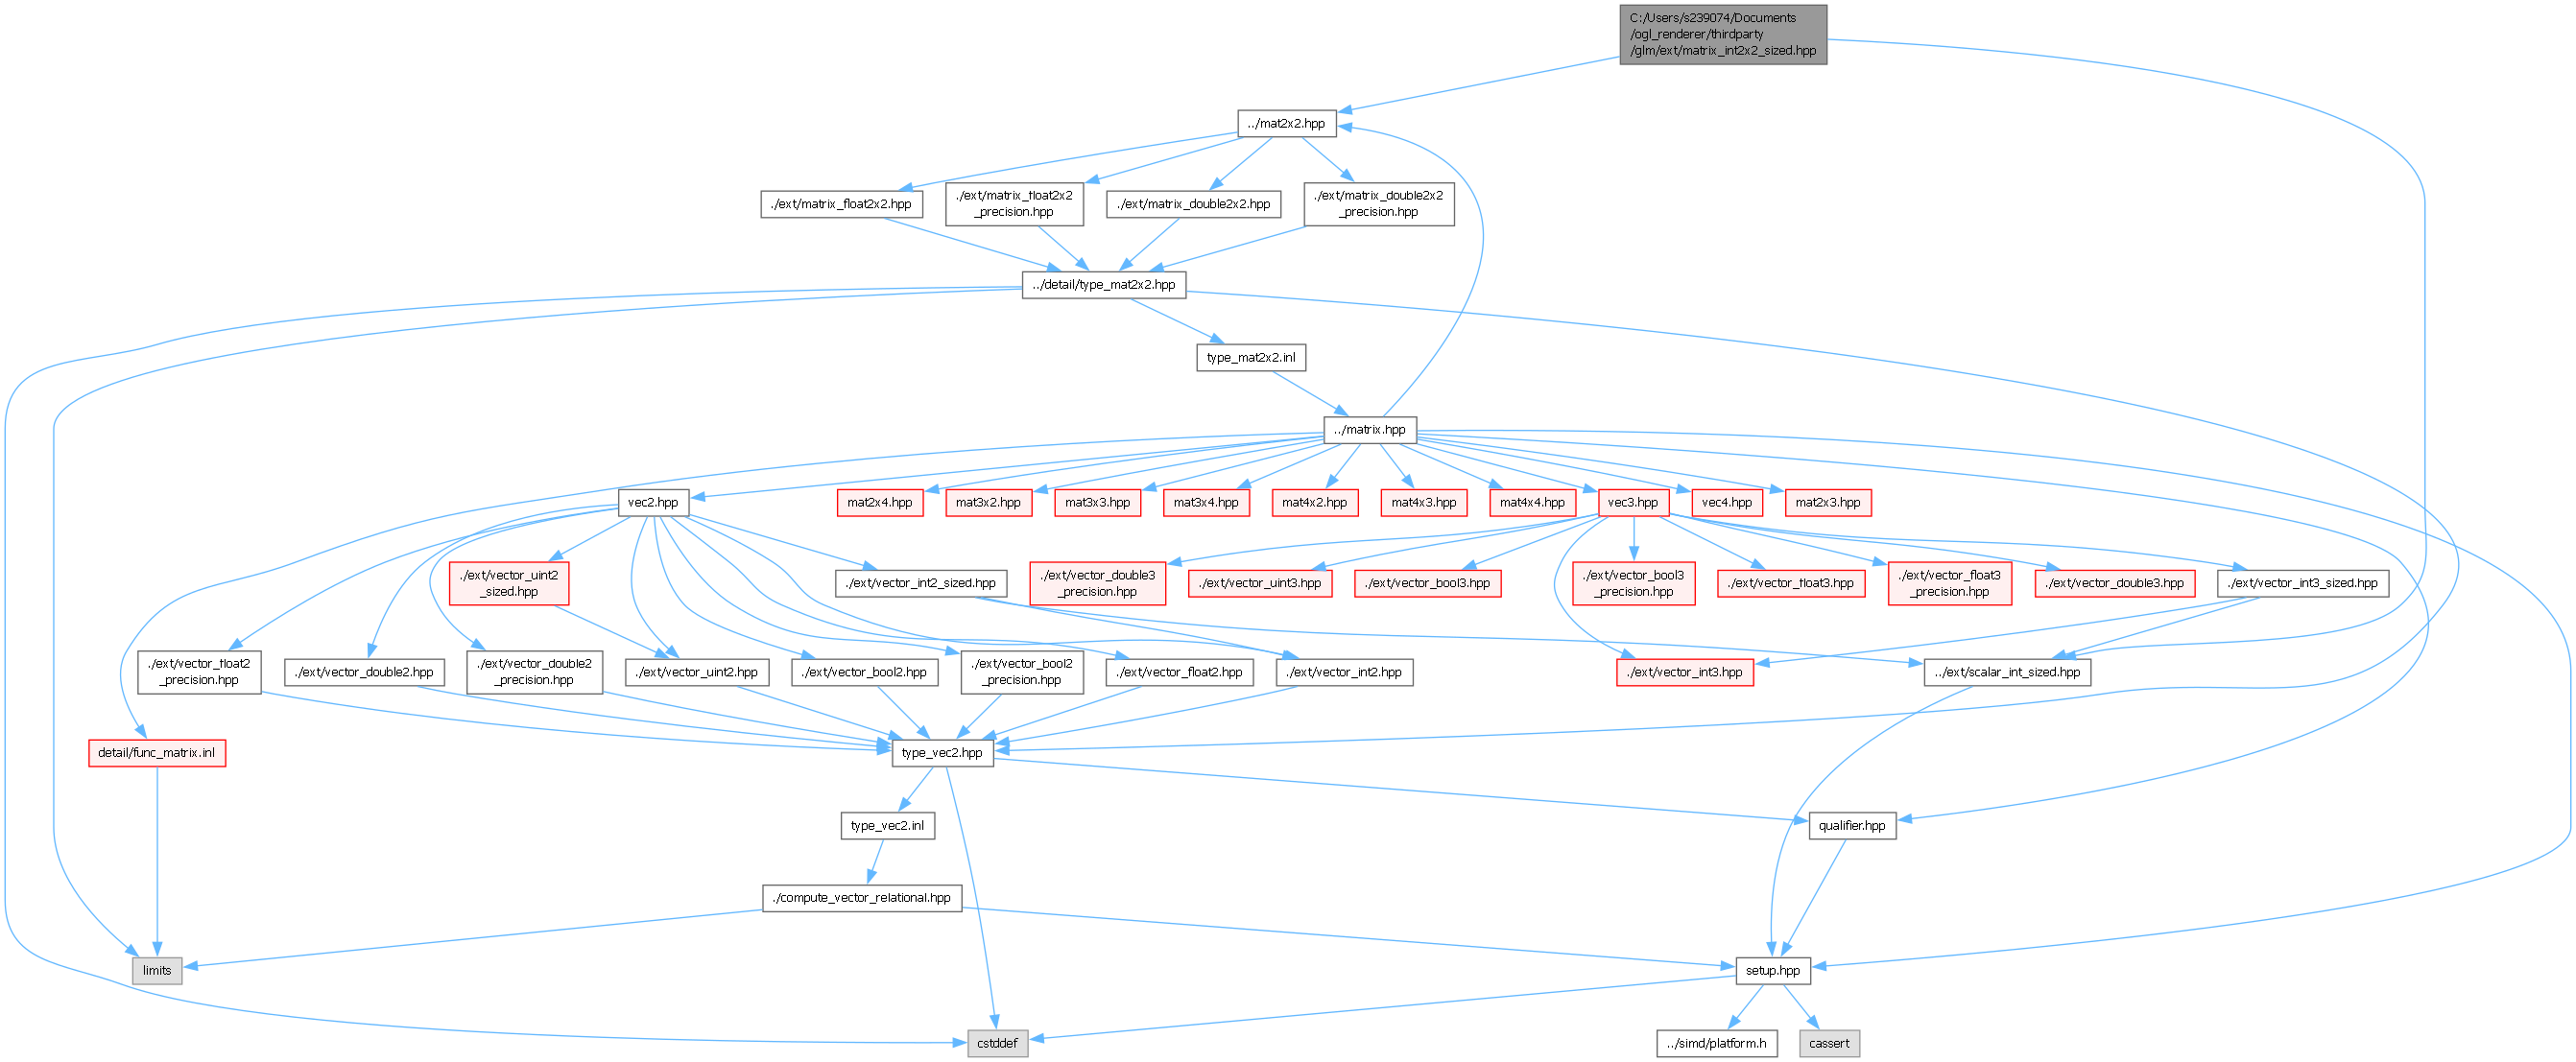 C:/Users/s239074/Documents
/ogl_renderer/thirdparty
/glm/ext/matrix_int2x2_sized.hpp
../mat2x2.hpp
./ext/matrix_float2x2.hpp
./ext/matrix_float2x2
_precision.hpp
./ext/matrix_double2x2.hpp
./ext/matrix_double2x2
_precision.hpp
../detail/type_mat2x2.hpp
type_mat2x2.inl
../matrix.hpp
vec2.hpp
mat2x4.hpp
mat3x2.hpp
mat3x3.hpp
mat3x4.hpp
mat4x2.hpp
mat4x3.hpp
mat4x4.hpp
vec3.hpp
vec4.hpp
mat2x3.hpp
./ext/vector_uint2
_sized.hpp
./ext/vector_int2_sized.hpp
./ext/vector_double3
_precision.hpp
./ext/vector_uint3.hpp
./ext/vector_bool3.hpp
./ext/vector_bool3
_precision.hpp
./ext/vector_float3.hpp
./ext/vector_float3
_precision.hpp
./ext/vector_double3.hpp
./ext/vector_int3_sized.hpp
./ext/vector_float2
_precision.hpp
./ext/vector_double2.hpp
./ext/vector_double2
_precision.hpp
./ext/vector_uint2.hpp
./ext/vector_bool2.hpp
./ext/vector_bool2
_precision.hpp
./ext/vector_float2.hpp
./ext/vector_int2.hpp
./ext/vector_int3.hpp
../ext/scalar_int_sized.hpp
detail/func_matrix.inl
type_vec2.hpp
type_vec2.inl
qualifier.hpp
./compute_vector_relational.hpp
limits
setup.hpp
cstddef
../simd/platform.h
cassert